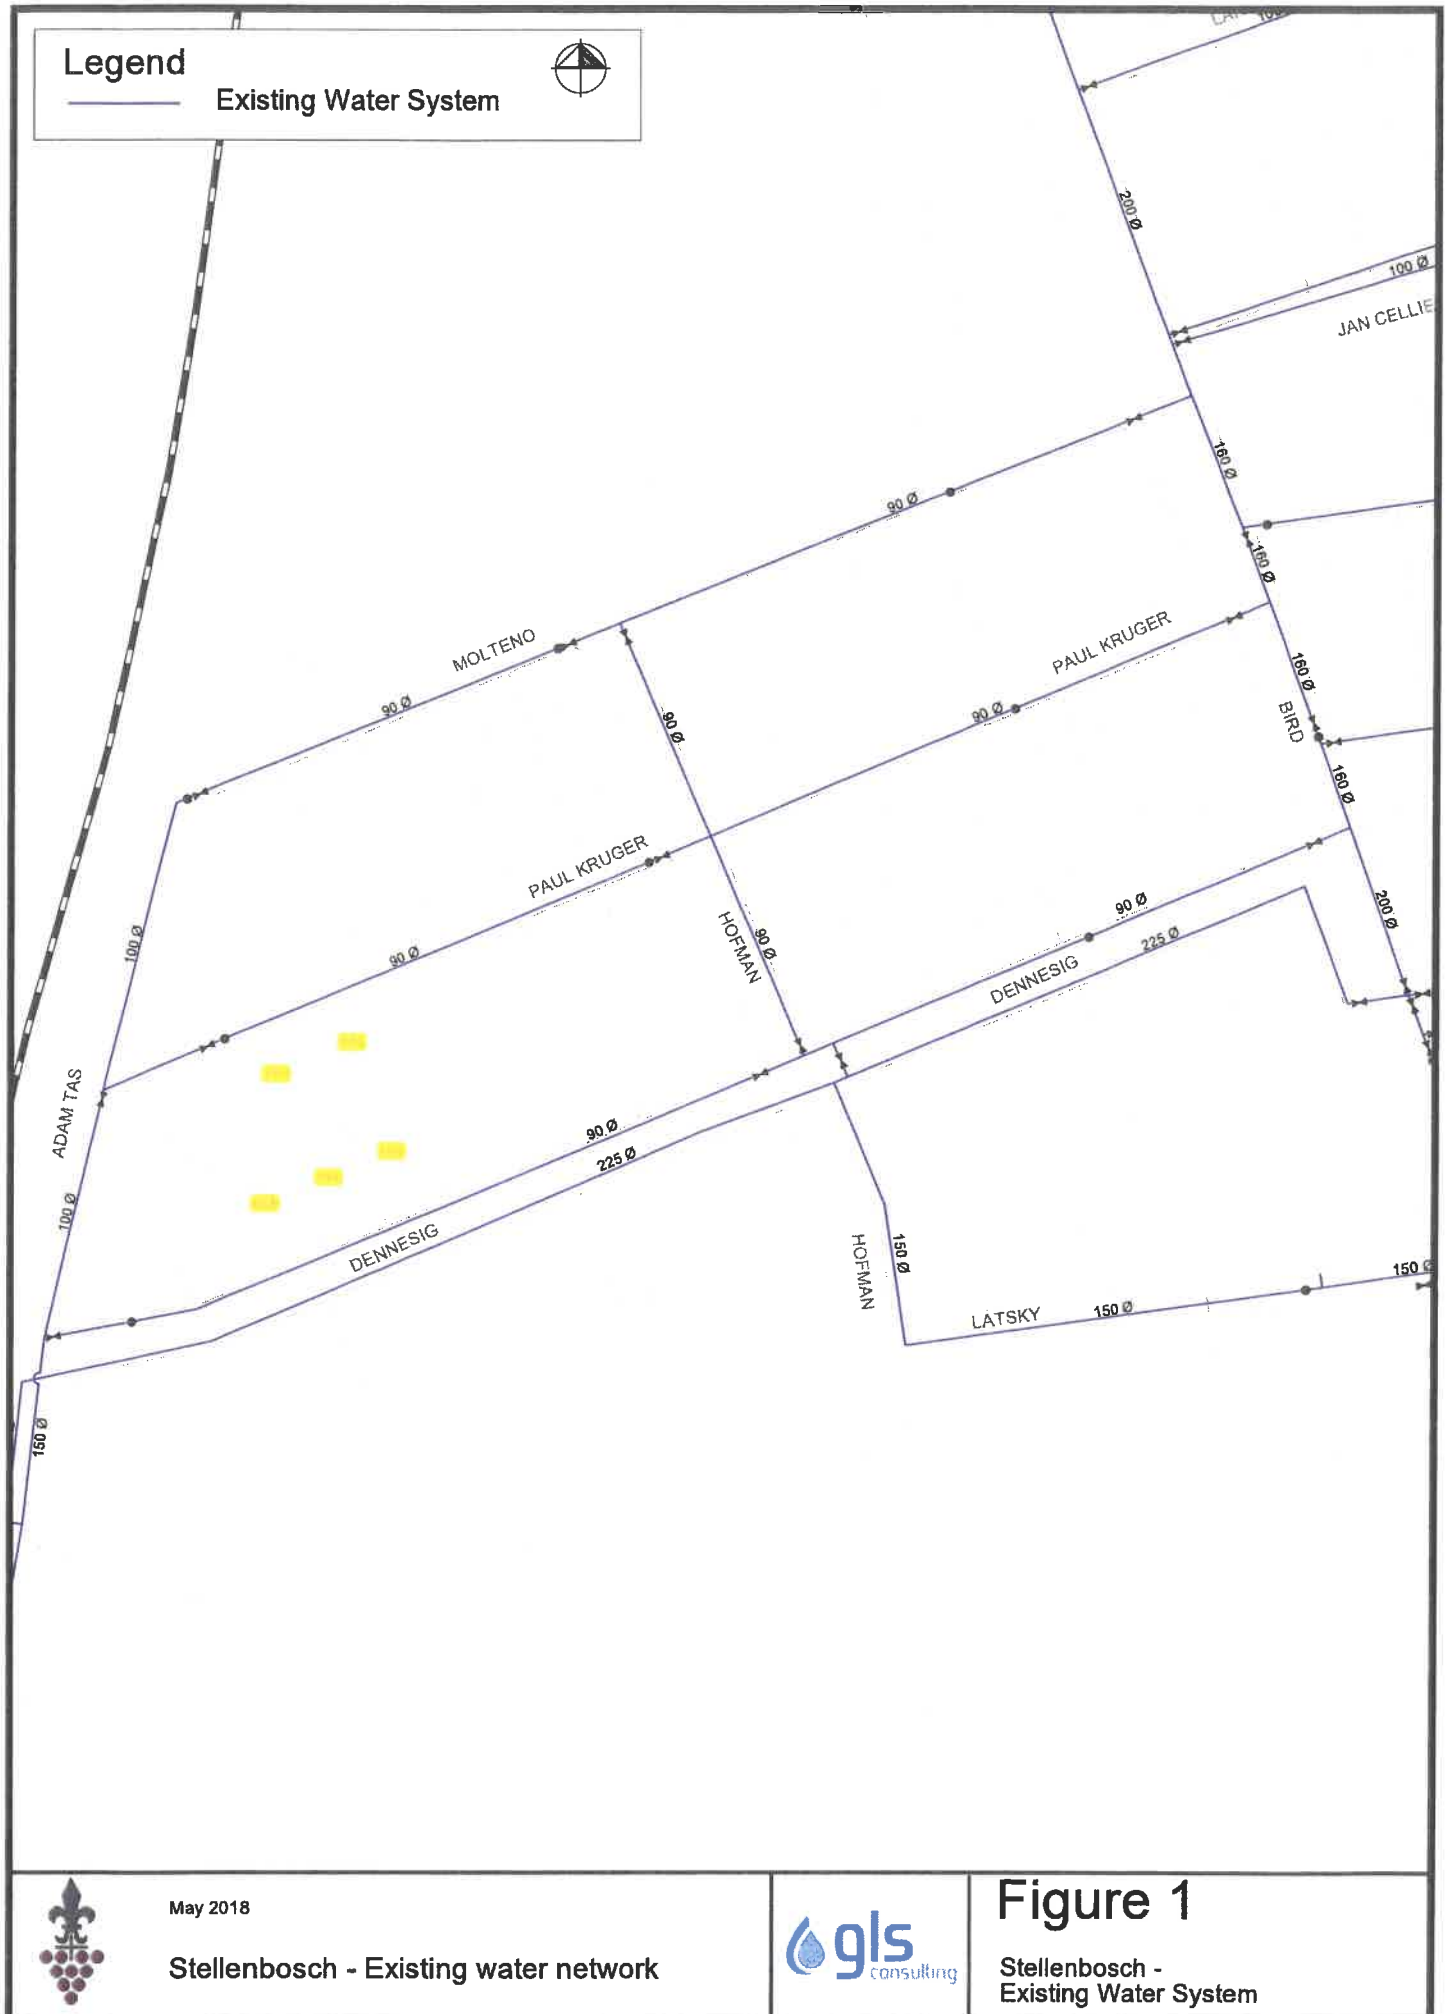 Legend
Existing Water System
100
200 Ø
100 Ø
JAN CELLIE
160 Ø
90 Ø
160 Ø
MOLTENO
PAUL KRUGER
160 Ø
90 Ø
90 Ø
90 Ø
BIRD
160 Ø
PAUL KRUGER
90 Ø
100 Ø
HOFMAN
90 Ø
90 Ø
200 Ø
225 Ø
DENNESIG
ADAM TAS
90 Ø
225 Ø
100 Ø
DENNESIG
HOFMAN
150 Ø
150 Ø
LATSKY
150 Ø
150 Ø
May 2018
Stellenbosch - Existing water network
gls
consulting
Figure 1
Stellenbosch -
Existing Water System